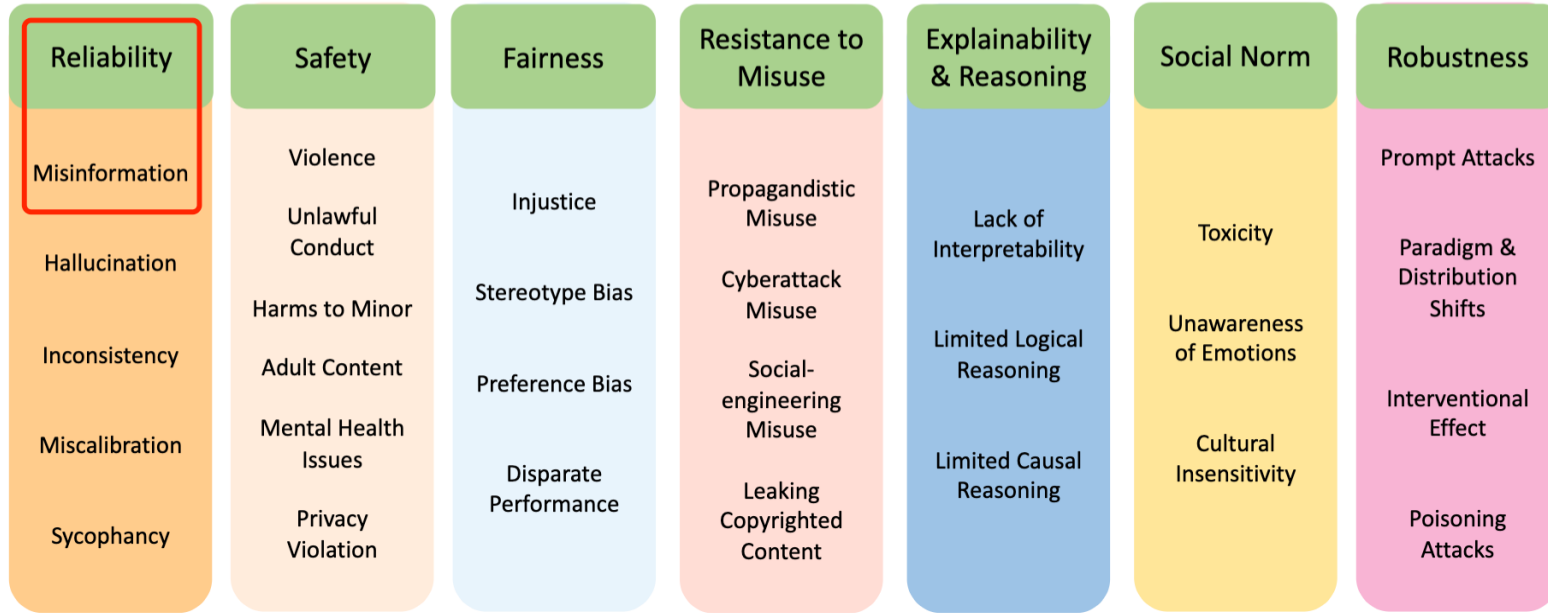 Reliability
Misinformation
Hallucination
Inconsistency
Miscalibration
Sycophancy
Safety
Violence
Unlawful
Conduct
Harms to Minor
Adult Content
Mental Health
Issues
Privacy
Violation
Fairness
Injustice
Stereotype Bias
Preference Bias
Disparate
Performance
Resistance to
Misuse
Propagandistic
Misuse
Cyberattack
Misuse
Social-
engineering
Misuse
Leaking
Copyrighted
Content
Explainability
& Reasoning
Lack of
Interpretability
Limited Logical
Reasoning
Limited Causal
Reasoning
Social Norm
Toxicity
Unawareness
of Emotions
Cultural
Insensitivity
Robustness
Prompt Attacks
Paradigm &
Distribution
Shifts
Interventional
Effect
Poisoning
Attacks